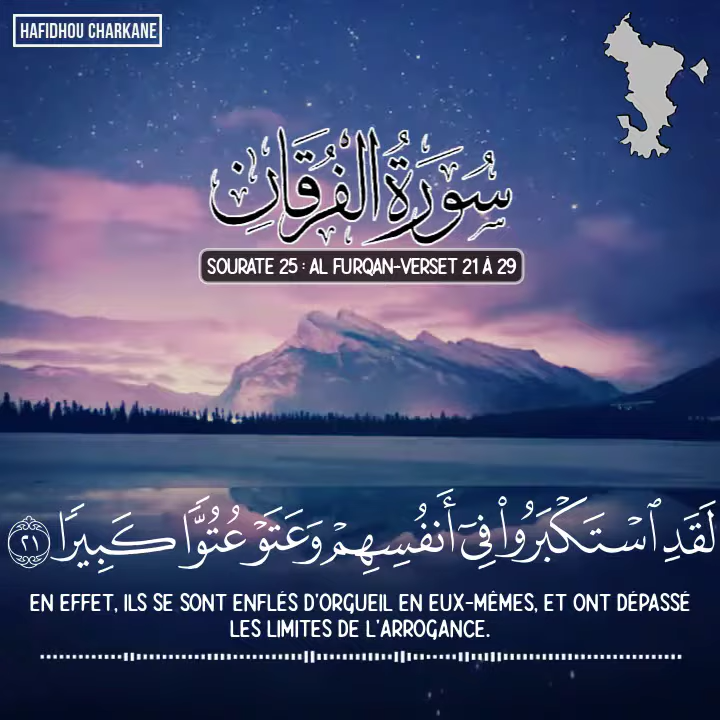 HAFIDHOU CHARKANE
سُورَةُ الْفُرْقَانِ
SOURATE 25 : AL FURQAN-VERSET 21 À 29
لَقَدِ ٱسْتَكْبَرُوا۟ فِىٓ أَنفُسِهِمْ وَعَتَوْ عُتُوًّا كَبِيرًا ٢١
EN EFFET, ILS SE SONT ENFLÉS D'ORGUEIL EN EUX-MÊMES, ET ONT DÉPASSÉ
LES LIMITES DE L'ARROGANCE.